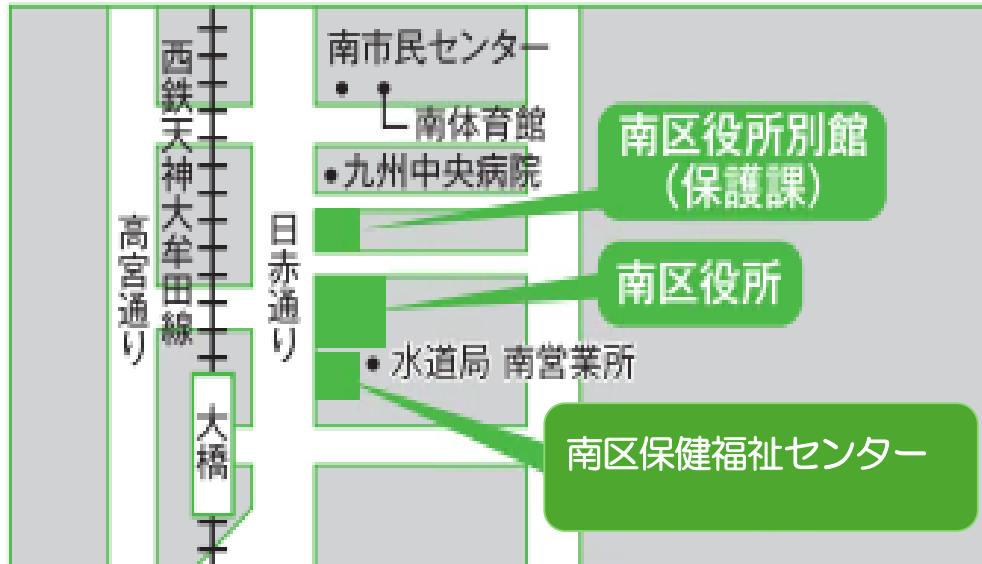 南市民センター
南体育館
九州中央病院
南区役所別館
(保護課)
西鉄天神大牟田線
高宮通り
日赤通り
南区役所
水道局 南営業所
大橋
南区保健福祉センター